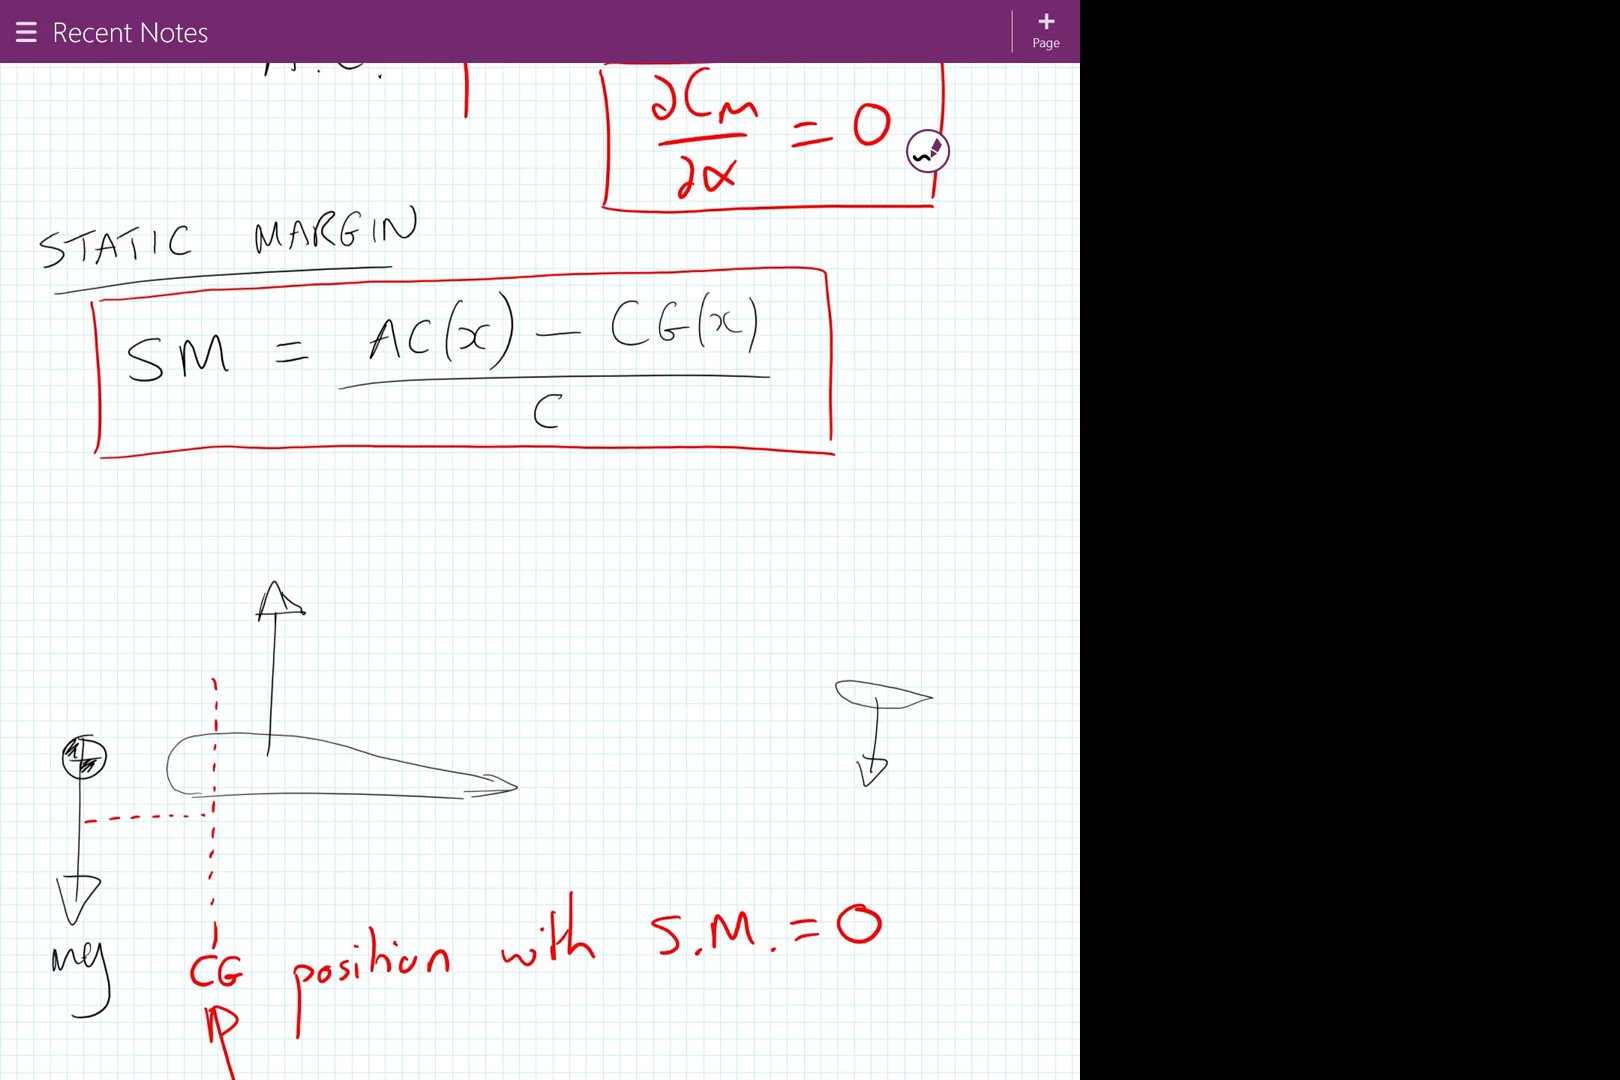 Recent Notes
+
Page
∂CM
∂α
= 0
STATIC MARGIN
SM = AC(x) - CG(x)
C
mg
CG position with S.M. = 0